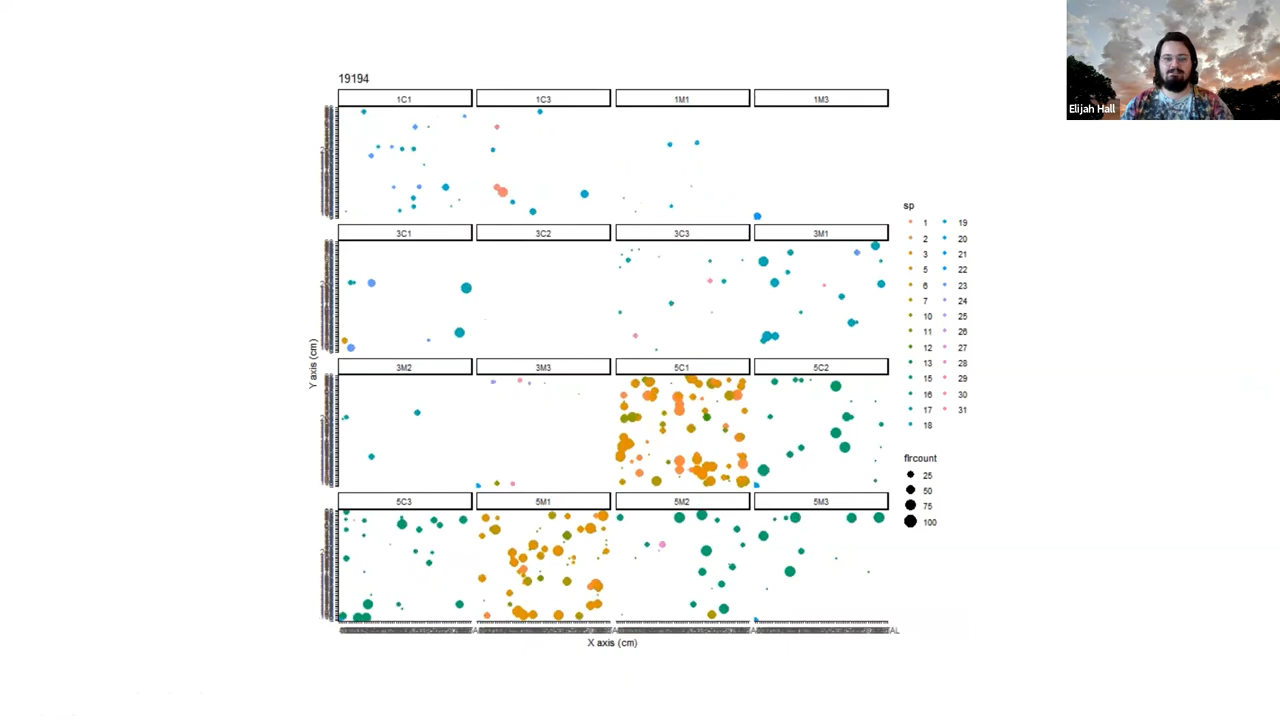 19194
1C1 1C3 1M1 1M3
3C1 3C2 3C3 3M1
3M2 3M3 5C1 5C2
5C3 5M1 5M2 5M3
Y axis (cm)
X axis (cm)
sp
1 19
2 20
3 21
5 22
6 23
7 24
10 25
11 26
12 27
13 28
15 29
16 30
17 31
18
flrcount
25
50
75
100
Elijah Hall